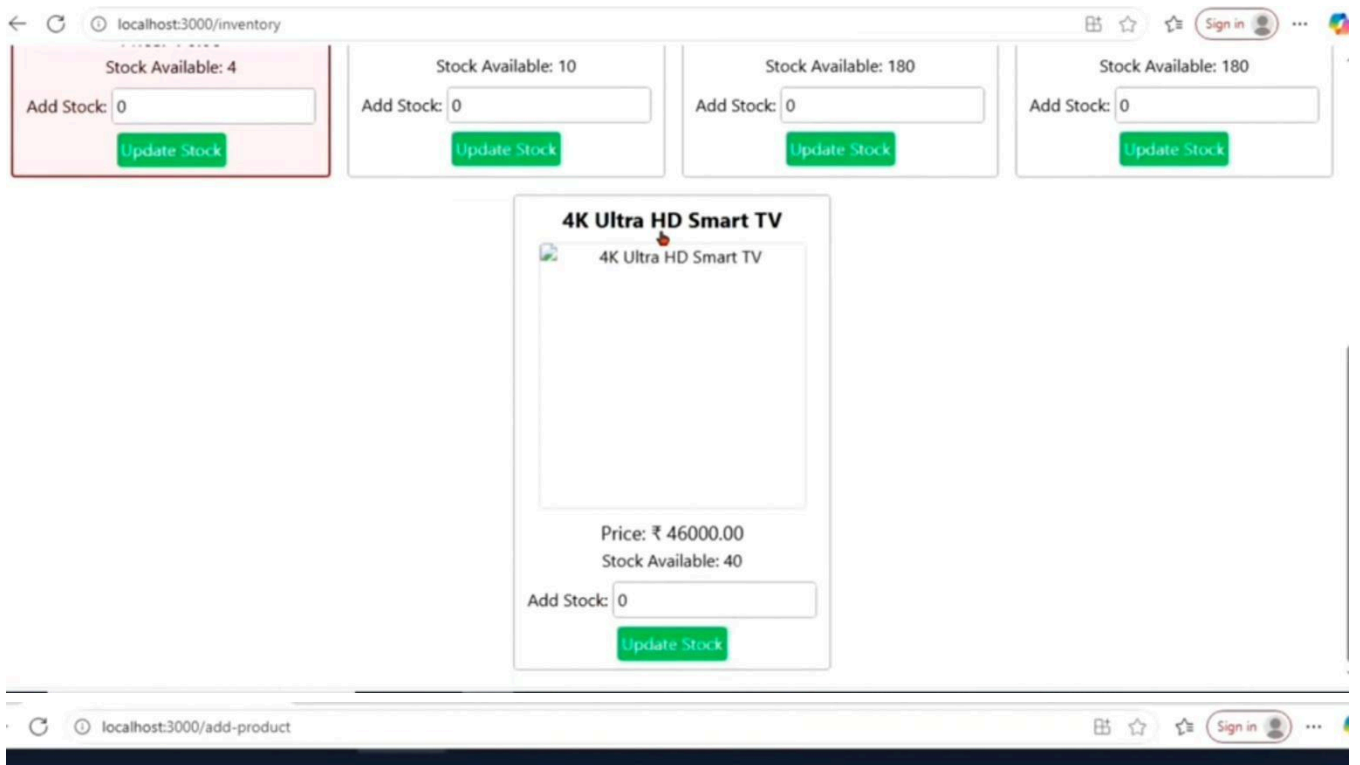 localhost:3000/inventory
Sign in
Stock Available: 4
Stock Available: 10
Stock Available: 180
Stock Available: 180
Add Stock: 0
Add Stock: 0
Add Stock: 0
Add Stock: 0
Update Stock
Update Stock
Update Stock
Update Stock
4K Ultra HD Smart TV
4K Ultra HD Smart TV
Price: ₹ 46000.00
Stock Available: 40
Add Stock: 0
Update Stock
localhost:3000/add-product
Sign in